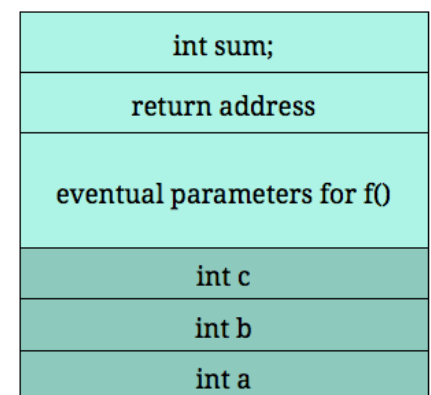 int sum;
return address
eventual parameters for f()
int c
int b
int a